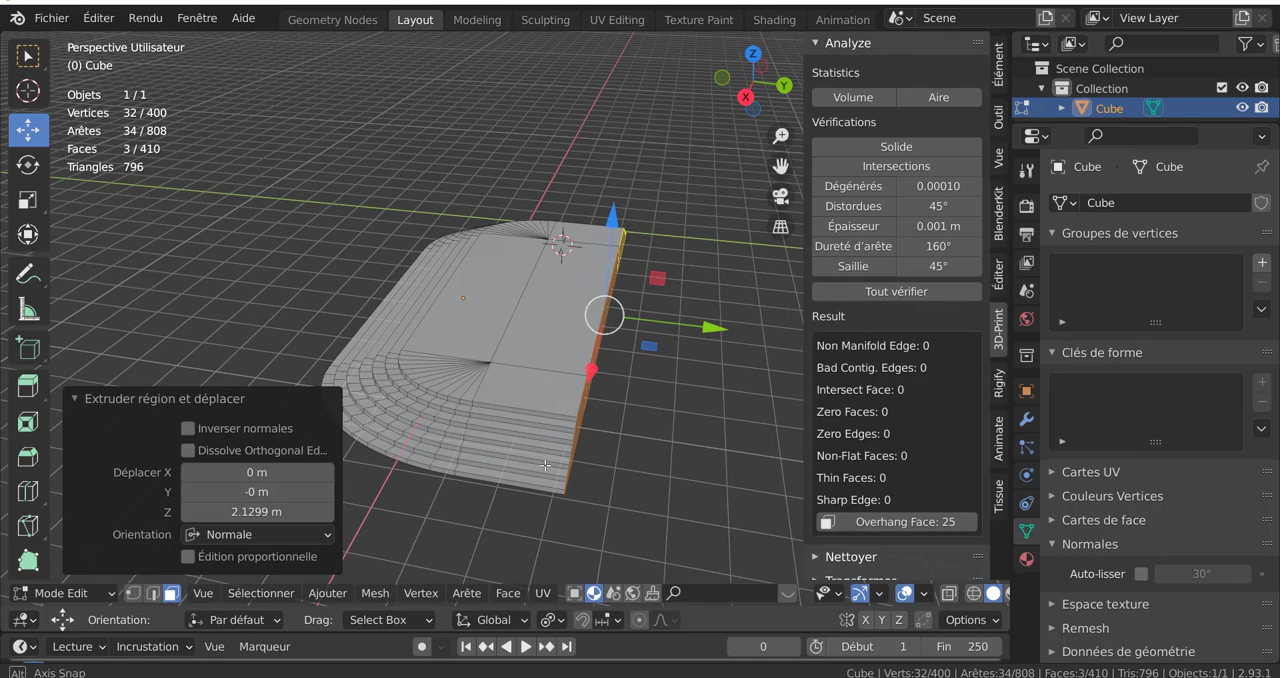 Fichier Éditer Rendu Fenêtre Aide Geometry Nodes Layout Modeling Sculpting UV Editing Texture Paint Shading Animation Scene View Layer
Perspective Utilisateur
(0) Cube
Objets 1 / 1
Vertices 32 / 400
Arêtes 34 / 808
Faces 3 / 410
Triangles 796
Z
Y
X
Extruder région et déplacer
Inverser normales
Dissolve Orthogonal Ed...
Déplacer X 0 m
Y -0 m
Z 2.1299 m
Orientation Normale
Édition proportionnelle
Analyze
Statistics
Volume Aire
Vérifications
Solide
Intersections
Dégénérés 0.00010
Distordues 45°
Épaisseur 0.001 m
Dureté d'arête 160°
Saillie 45°
Tout vérifier
Result
Non Manifold Edge: 0
Bad Contig. Edges: 0
Intersect Face: 0
Zero Faces: 0
Zero Edges: 0
Non-Flat Faces: 0
Thin Faces: 0
Sharp Edge: 0
Overhang Face: 25
Nettoyer
Élément
Outil
Vue
BlenderKit
Éditer
3D-Print
Rigify
Animate
Tissue
Scene Collection
Collection
Cube
Cube Cube
Cube
Groupes de vertices
Clés de forme
Cartes UV
Couleurs Vertices
Cartes de face
Normales
Auto-lisser 30°
Espace texture
Remesh
Données de géométrie
Mode Edit Vue Sélectionner Ajouter Mesh Vertex Arête Face UV
Orientation: Par défaut Drag: Select Box Global X Y Z Options
Lecture Incrustation Vue Marqueur 0 Début 1 Fin 250
Alt Axis Snap Cube | Verts:32/400 | Arêtes:34/808 | Faces:3/410 | Tris:796 | Objects:1/1 | 2.93.1